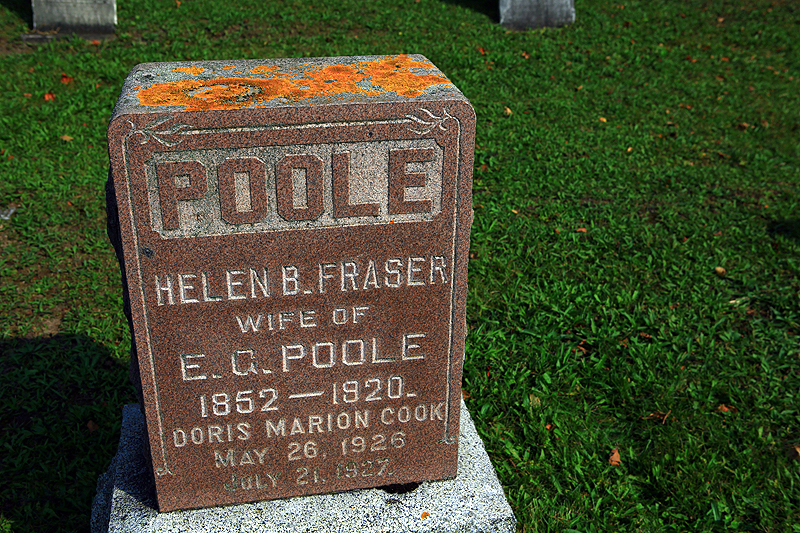 POOLE
HELEN B. FRASER
WIFE OF
E. G. POOLE
1852 — 1920.
DORIS MARION COOK
MAY 26, 1926
JULY 21, 1927.